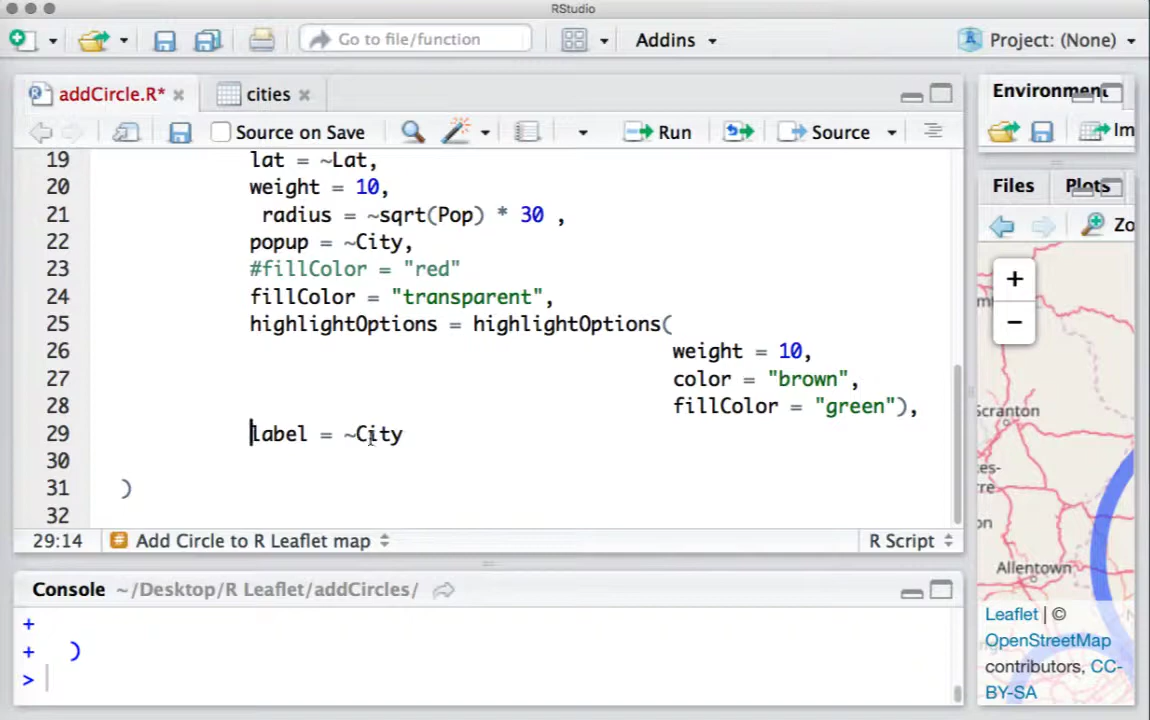 RStudio
Go to file/function
Addins
Project: (None)
addCircle.R*
cities
Environment
Source on Save
Run
Source
Im
19 lat = ~Lat,
20 weight = 10,
21 radius = ~sqrt(Pop) * 30 ,
22 popup = ~City,
23 #fillColor = "red"
24 fillColor = "transparent",
25 highlightOptions = highlightOptions(
26 weight = 10,
27 color = "brown",
28 fillColor = "green"),
29 label = ~City
30
31 )
32
29:14 # Add Circle to R Leaflet map R Script
Files Plots
Zo
+
−
Scranton
Allentown
Leaflet | ©
OpenStreetMap
contributors, CC-
BY-SA
Console ~/Desktop/R Leaflet/addCircles/
+
+ )
>